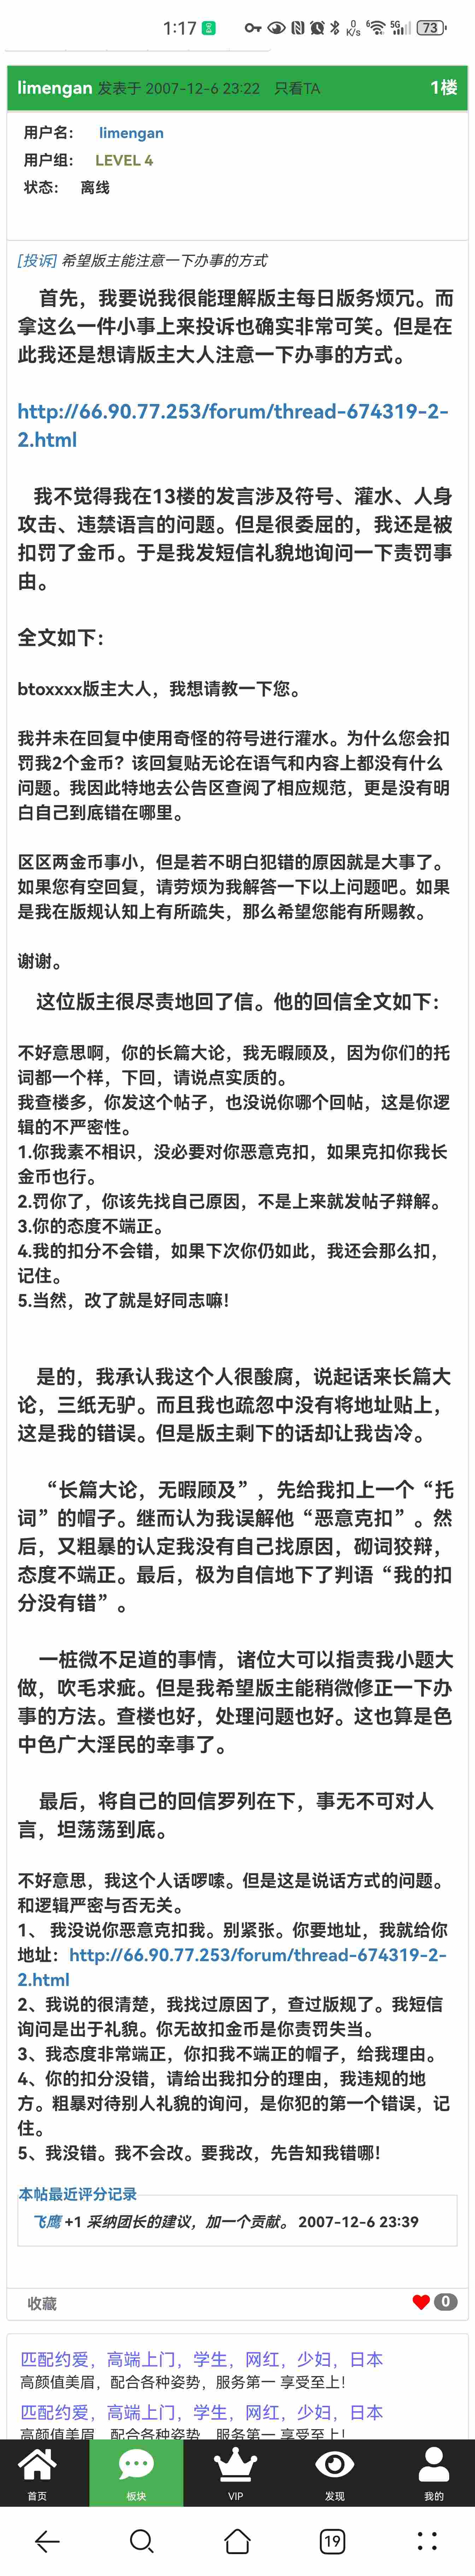 1:17
0
K/s
6
5G
73
limengan 发表于 2007-12-6 23:22 只看TA 1楼
用户名： limengan
用户组： LEVEL 4
状态： 离线
[投诉] 希望版主能注意一下办事的方式
首先，我要说我很能理解版主每日版务烦冗。而
拿这么一件小事上来投诉也确实非常可笑。但是在
此我还是想请版主大人注意一下办事的方式。
http://66.90.77.253/forum/thread-674319-2-
2.html
我不觉得我在13楼的发言涉及符号、灌水、人身
攻击、违禁语言的问题。但是很委屈的，我还是被
扣罚了金币。于是我发短信礼貌地询问一下责罚事
由。
全文如下：
btoxxxx版主大人，我想请教一下您。
我并未在回复中使用奇怪的符号进行灌水。为什么您会扣
罚我2个金币？该回复贴无论在语气和内容上都没有什么
问题。我因此特地去公告区查阅了相应规范，更是没有明
白自己到底错在哪里。
区区两金币事小，但是若不明白犯错的原因就是大事了。
如果您有空回复，请劳烦为我解答一下以上问题吧。如果
是我在版规认知上有所疏失，那么希望您能有所赐教。
谢谢。
这位版主很尽责地回了信。他的回信全文如下：
不好意思啊，你的长篇大论，我无暇顾及，因为你们的托
词都一个样，下回，请说点实质的。
我查楼多，你发这个帖子，也没说你哪个回帖，这是你逻
辑的不严密性。
1.你我素不相识，没必要对你恶意克扣，如果克扣你我长
金币也行。
2.罚你了，你该先找自己原因，不是上来就发帖子辩解。
3.你的态度不端正。
4.我的扣分不会错，如果下次你仍如此，我还会那么扣，
记住。
5.当然，改了就是好同志嘛！
是的，我承认我这个人很酸腐，说起话来长篇大
论，三纸无驴。而且我也疏忽中没有将地址贴上，
这是我的错误。但是版主剩下的话却让我齿冷。
“长篇大论，无暇顾及”，先给我扣上一个“托
词”的帽子。继而认为我误解他“恶意克扣”。然
后，又粗暴的认定我没有自己找原因，砌词狡辩，
态度不端正。最后，极为自信地下了判语“我的扣
分没有错”。
一桩微不足道的事情，诸位大可以指责我小题大
做，吹毛求疵。但是我希望版主能稍微修正一下办
事的方法。查楼也好，处理问题也好。这也算是色
中色广大淫民的幸事了。
最后，将自己的回信罗列在下，事无不可对人
言，坦荡荡到底。
不好意思，我这个人话啰嗦。但是这是说话方式的问题。
和逻辑严密与否无关。
1、 我没说你恶意克扣我。别紧张。你要地址，我就给你
地址：http://66.90.77.253/forum/thread-674319-2-
2.html
2、我说的很清楚，我找过原因了，查过版规了。我短信
询问是出于礼貌。你无故扣金币是你责罚失当。
3、我态度非常端正，你扣我不端正的帽子，给我理由。
4、你的扣分没错，请给出我扣分的理由，我违规的地
方。粗暴对待别人礼貌的询问，是你犯的第一个错误，记
住。
5、我没错。我不会改。要我改，先告知我错哪！
本帖最近评分记录
飞鹰 +1 采纳团长的建议，加一个贡献。 2007-12-6 23:39
收藏 0
匹配约爱，高端上门，学生，网红，少妇，日本
高颜值美眉，配合各种姿势，服务第一 享受至上！
匹配约爱，高端上门，学生，网红，少妇，日本
高颜值美眉，配合各种姿势，服务第一 享受至上！
首页 板块 VIP 发现 我的
19